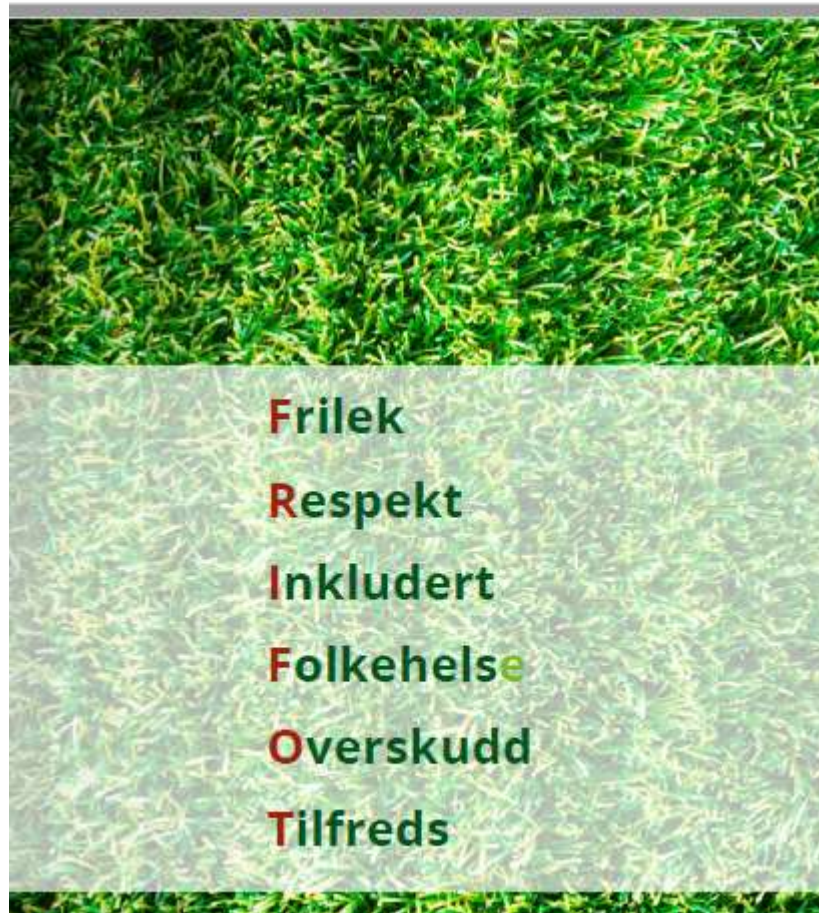 Frilek
Respekt
Inkludert
Folkehelse
Overskudd
Tilfreds